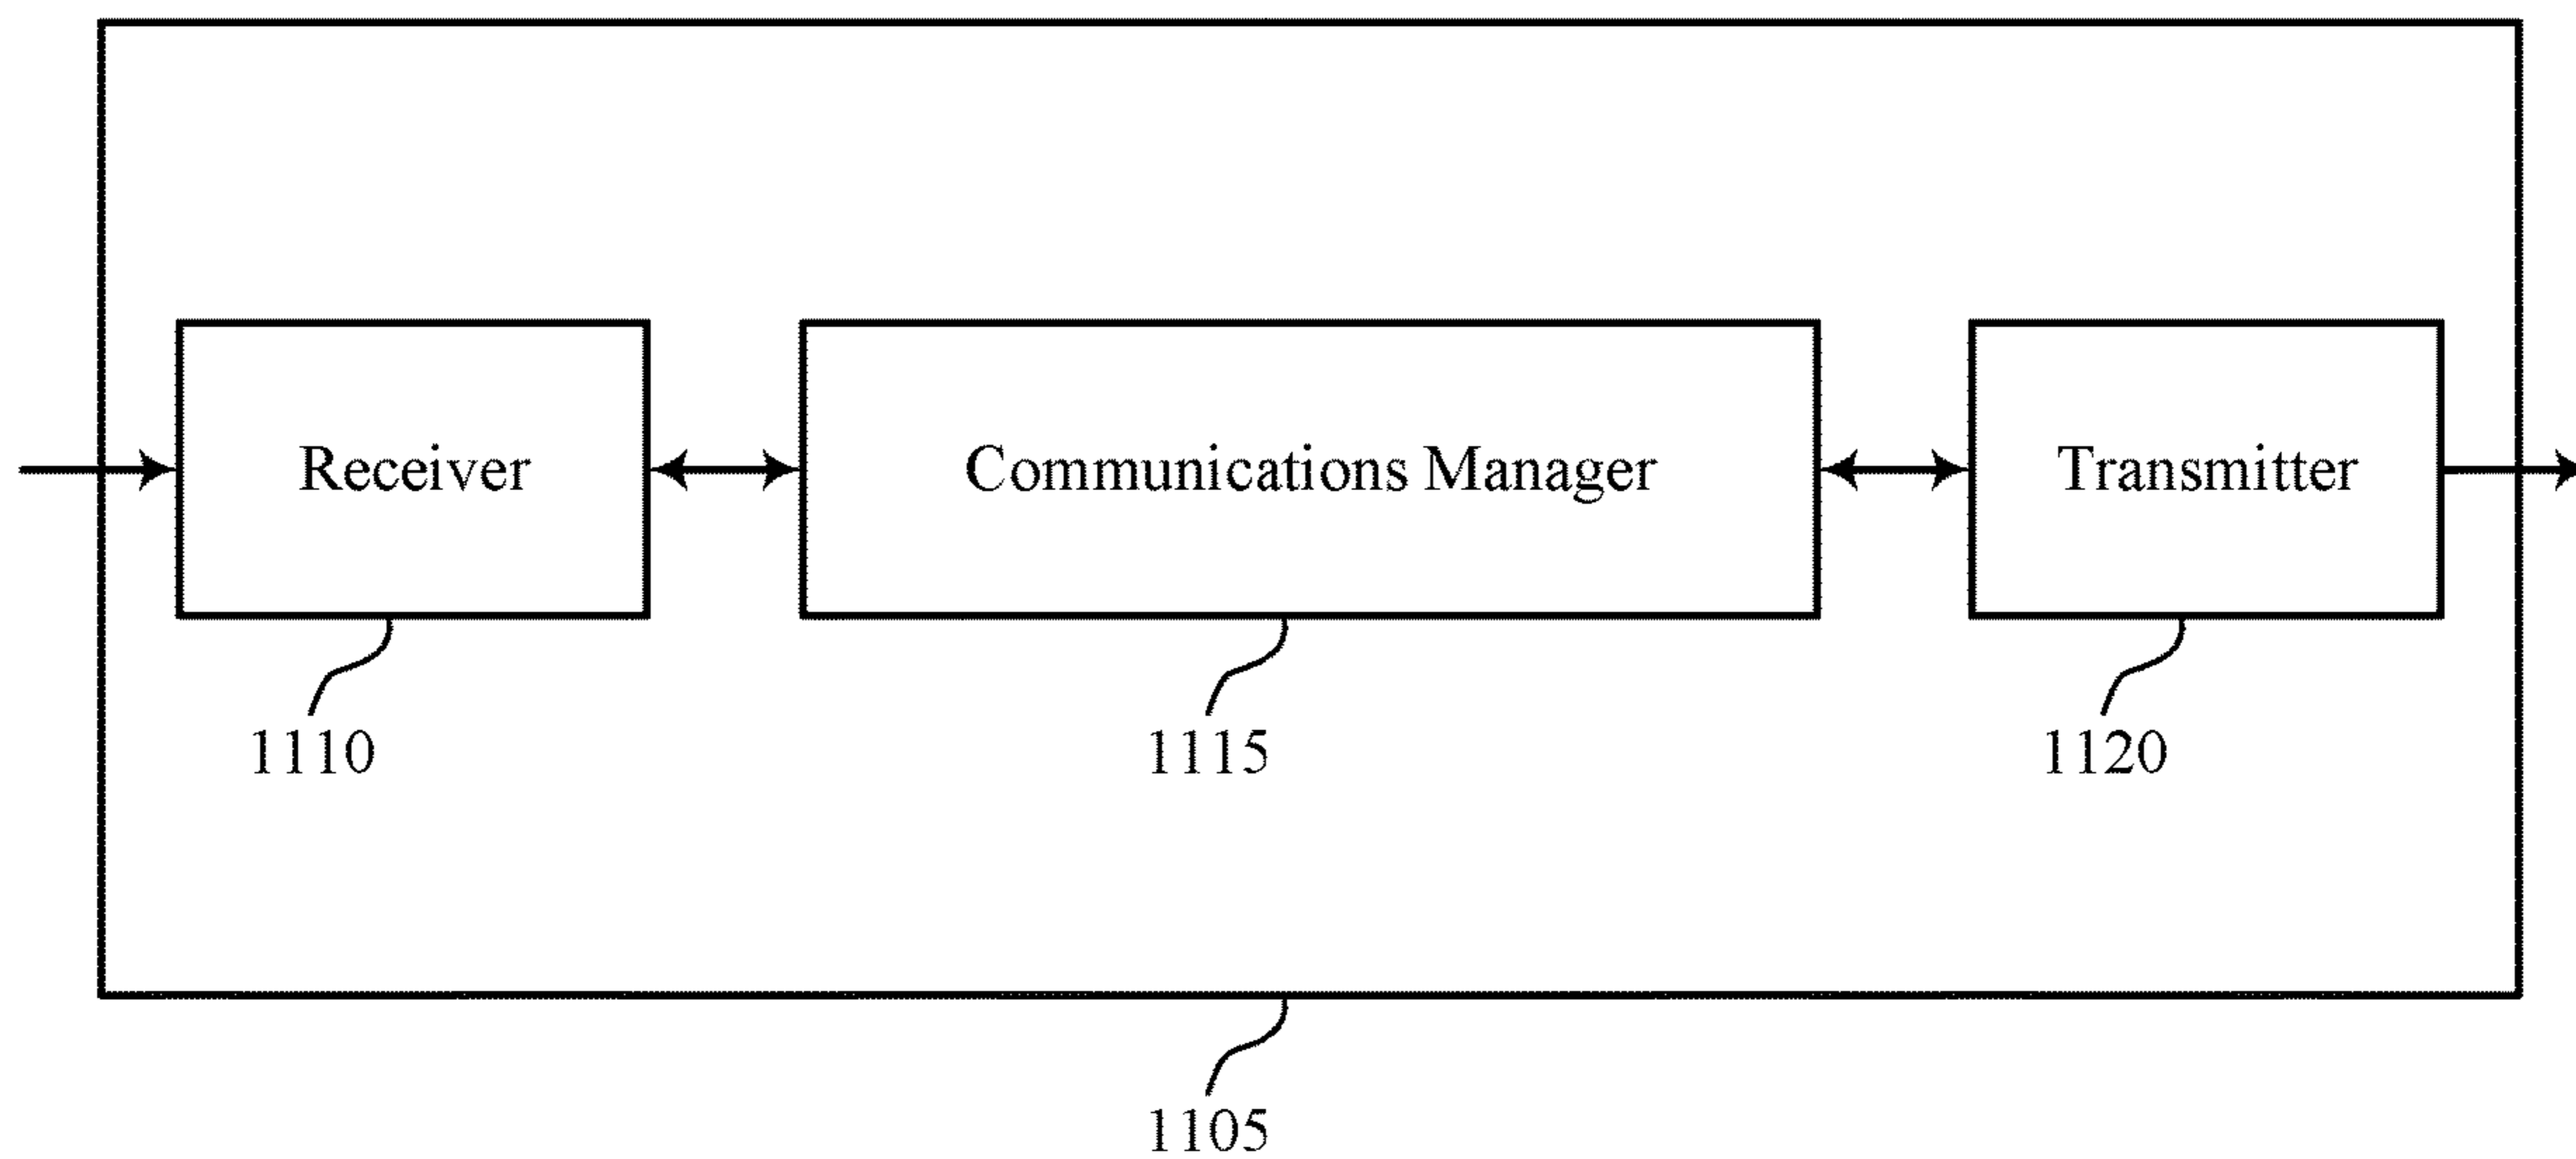 Receiver
Communications Manager
Transmitter
1110
1115
1120
1105